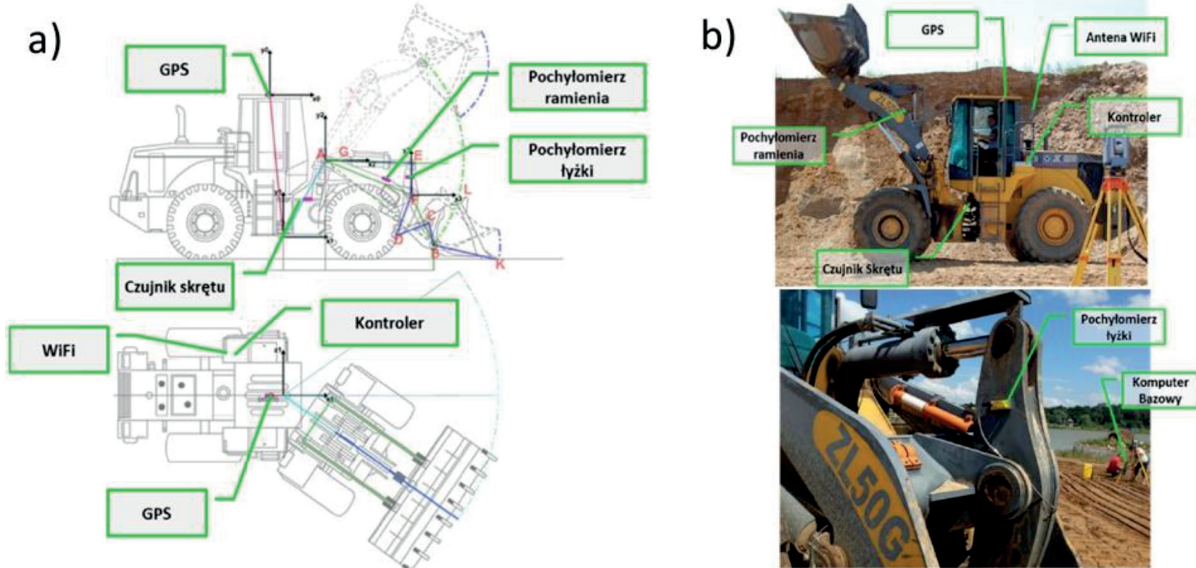 a)
GPS
Pochyłomierz
ramienia
Pochyłomierz
łyżki
A
G
E
F
L
C
D
B
K
Czujnik skrętu
Kontroler
WiFi
GPS
b)
GPS
Antena WiFi
Kontroler
Pochyłomierz
ramienia
Czujnik Skrętu
ZL50G
Pochyłomierz
łyżki
Komputer
Bazowy
ZL50G